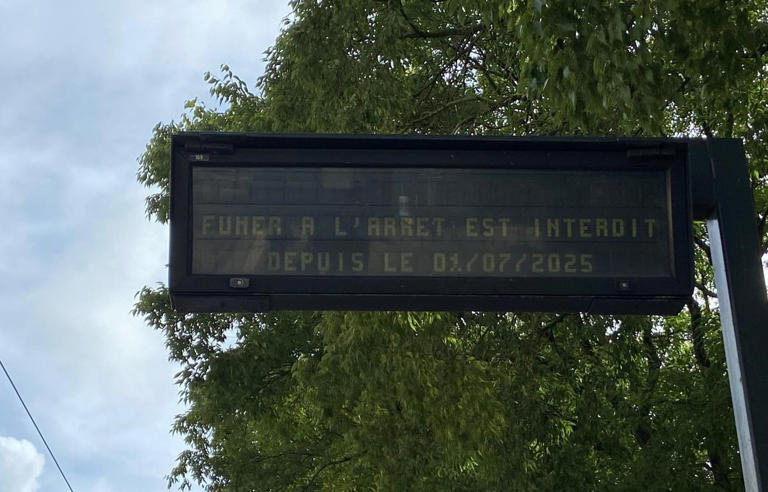 FUMER A L'ARRET EST INTERDIT
DEPUIS LE 01/07/2025